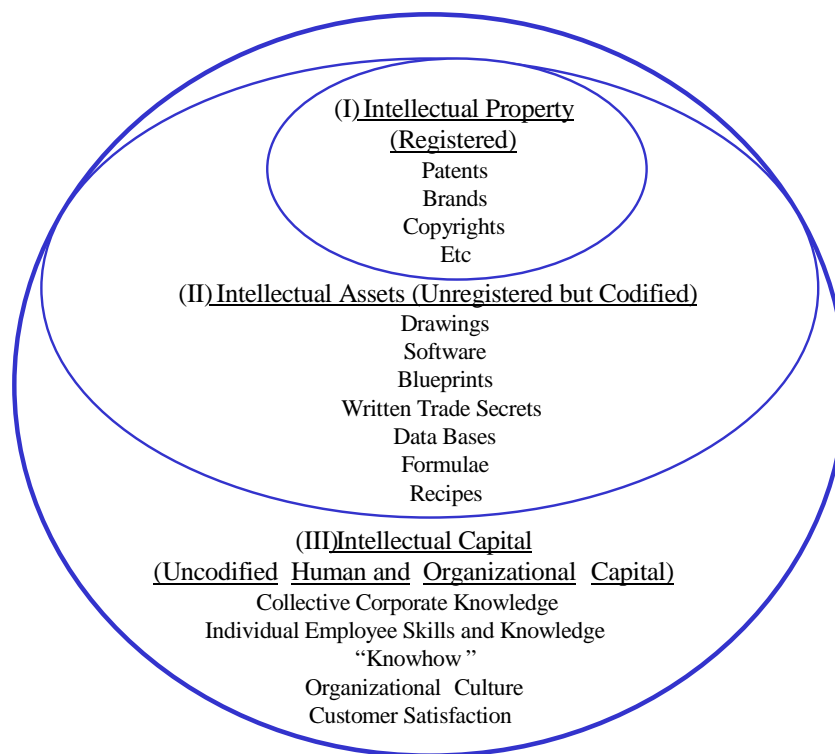 (I) Intellectual Property
(Registered)
Patents
Brands
Copyrights
Etc
(II) Intellectual Assets (Unregistered but Codified)
Drawings
Software
Blueprints
Written Trade Secrets
Data Bases
Formulae
Recipes
(III)Intellectual Capital
(Uncodified Human and Organizational Capital)
Collective Corporate Knowledge
Individual Employee Skills and Knowledge
“Knowhow ”
Organizational Culture
Customer Satisfaction